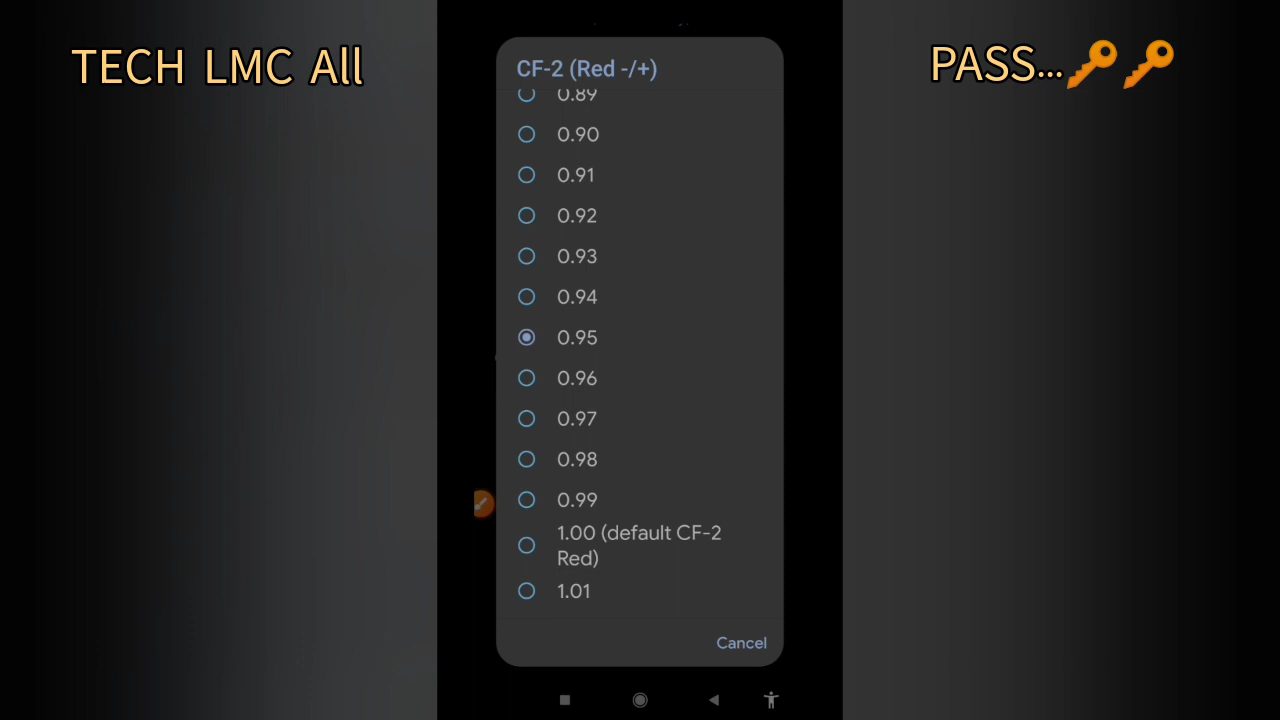 TECH LMC All
PASS...🔑🔑
CF-2 (Red -/+)
0.89
0.90
0.91
0.92
0.93
0.94
0.95
0.96
0.97
0.98
0.99
1.00 (default CF-2
Red)
1.01
Cancel